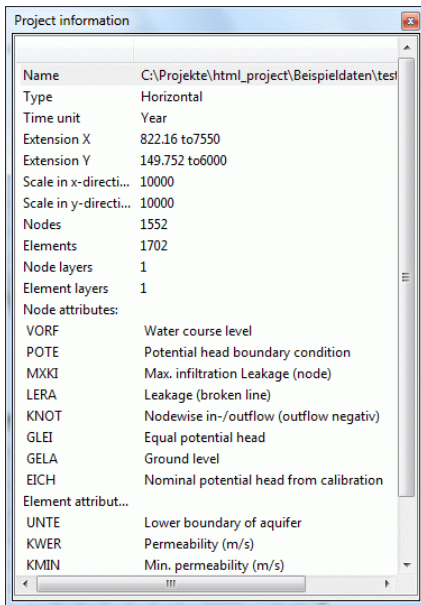 Project information
Name C:\Projekte\html_project\Beispieldaten\test
Type Horizontal
Time unit Year
Extension X 822.16 to7550
Extension Y 149.752 to6000
Scale in x-directi... 10000
Scale in y-directi... 10000
Nodes 1552
Elements 1702
Node layers 1
Element layers 1
Node attributes:
VORF Water course level
POTE Potential head boundary condition
MXKI Max. infiltration Leakage (node)
LERA Leakage (broken line)
KNOT Nodewise in-/outflow (outflow negativ)
GLEI Equal potential head
GELA Ground level
EICH Nominal potential head from calibration
Element attribut...
UNTE Lower boundary of aquifer
KWER Permeability (m/s)
KMIN Min. permeability (m/s)